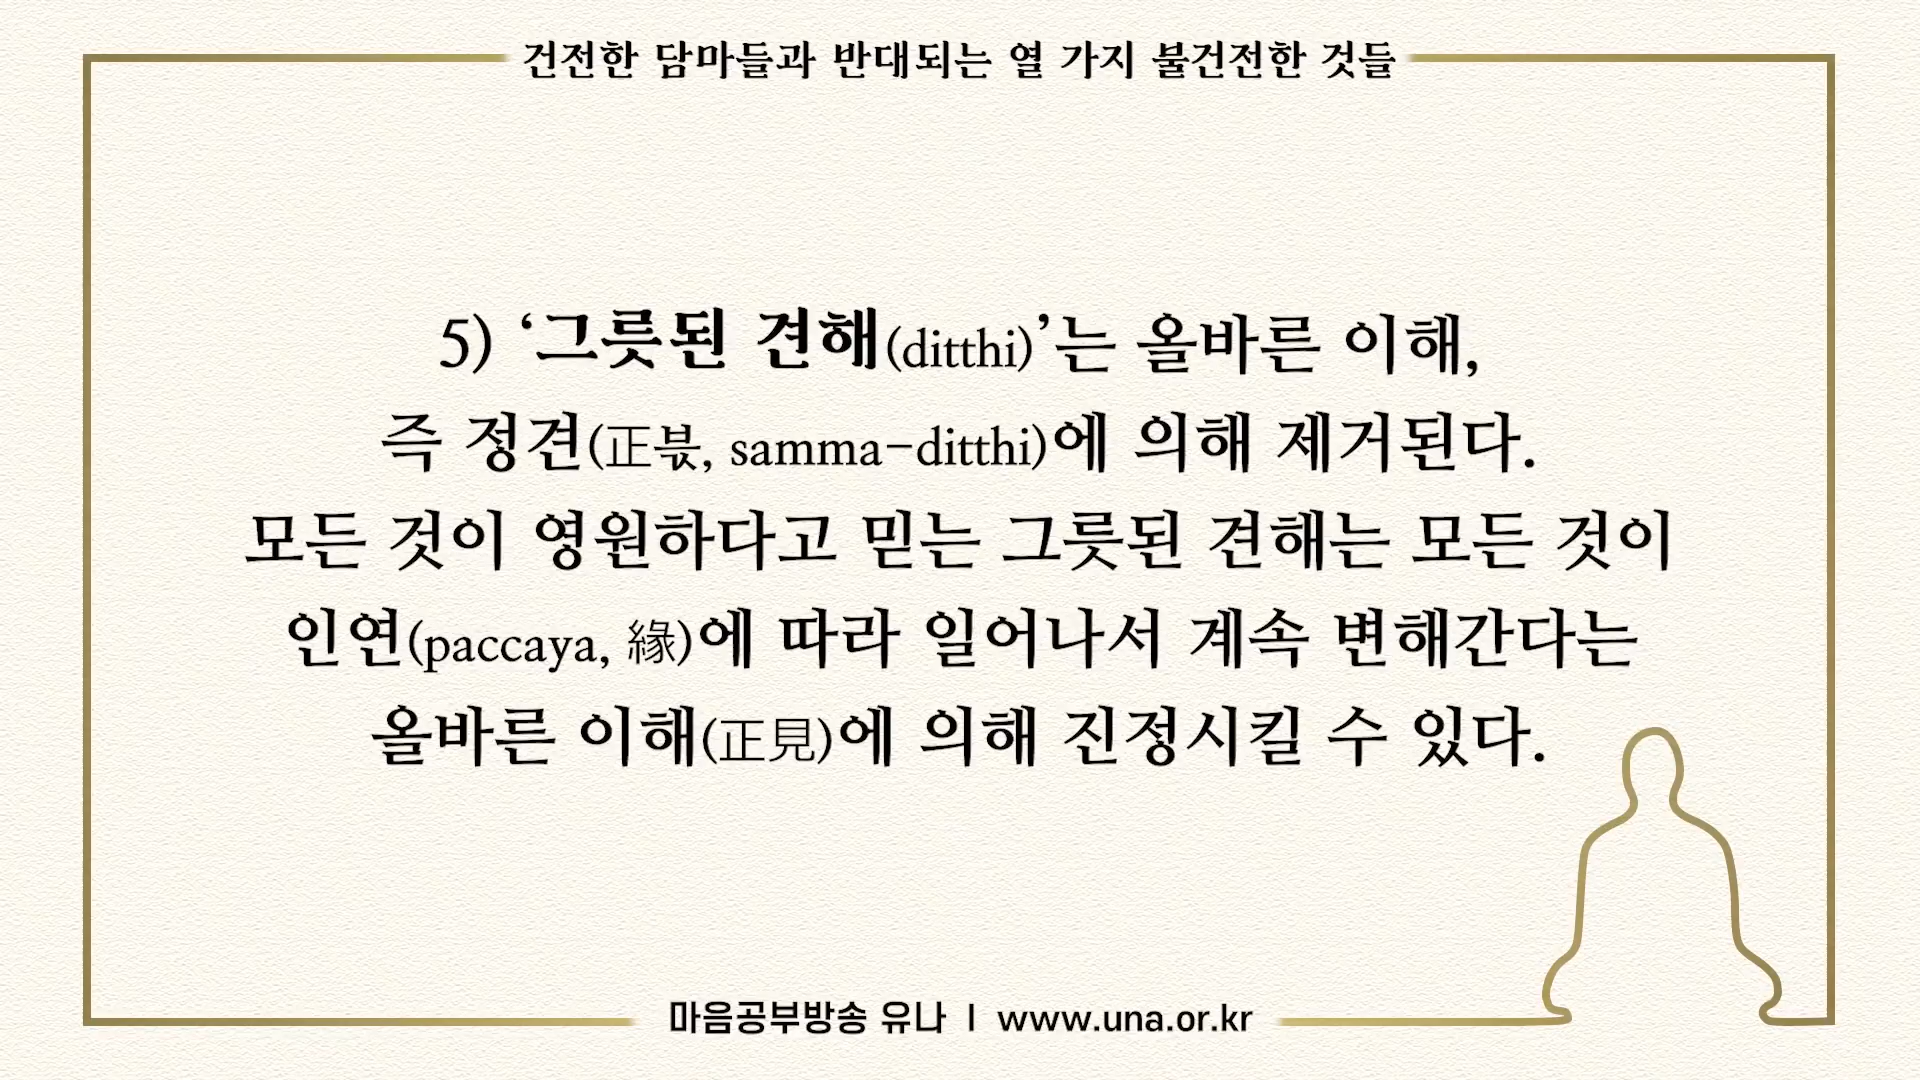 건전한 담마들과 반대되는 열 가지 불건전한 것들
5) ‘그릇된 견해(ditthi)’는 올바른 이해,
즉 정견(正붗, samma-ditthi)에 의해 제거된다.
모든 것이 영원하다고 믿는 그릇된 견해는 모든 것이
인연(paccaya, 緣)에 따라 일어나서 계속 변해간다는
올바른 이해(正見)에 의해 진정시킬 수 있다.
마음공부방송 유나 | www.una.or.kr